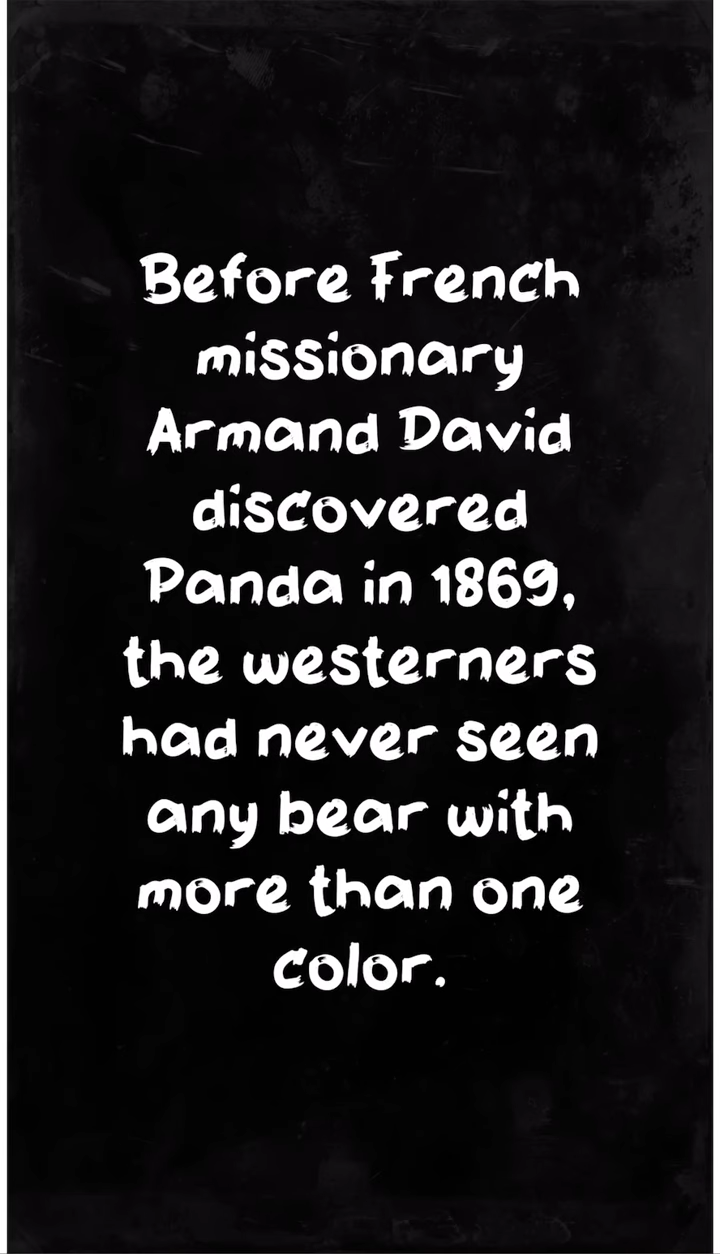 Before French
missionary
Armand David
discovered
Panda in 1869,
the westerners
had never seen
any bear with
more than one
color.